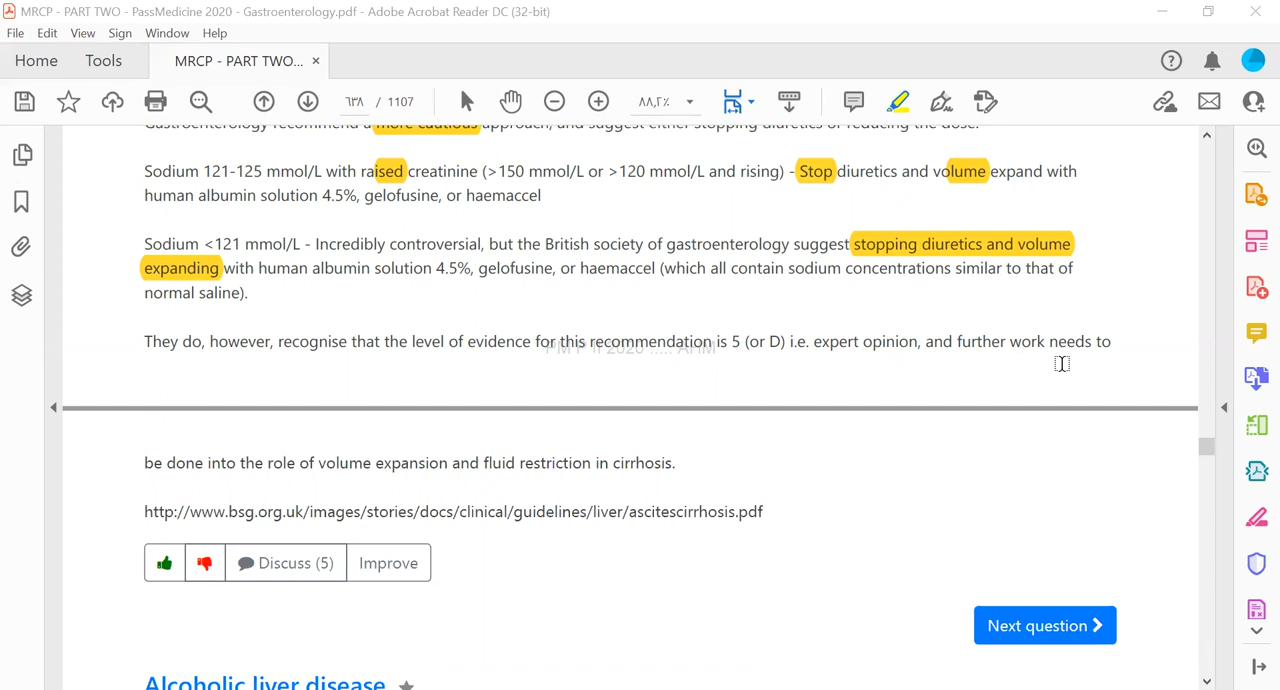 MRCP - PART TWO - PassMedicine 2020 - Gastroenterology.pdf - Adobe Acrobat Reader DC (32-bit)
File Edit View Sign Window Help
Home Tools MRCP - PART TWO... ×
٦٣٨ / 1107 ٨٨,٢٪
Gastroenterology recommend a more cautious approach, and suggest either stopping diuretics or reducing the dose.
Sodium 121-125 mmol/L with raised creatinine (>150 mmol/L or >120 mmol/L and rising) - Stop diuretics and volume expand with
human albumin solution 4.5%, gelofusine, or haemaccel
Sodium <121 mmol/L - Incredibly controversial, but the British society of gastroenterology suggest stopping diuretics and volume
expanding with human albumin solution 4.5%, gelofusine, or haemaccel (which all contain sodium concentrations similar to that of
normal saline).
They do, however, recognise that the level of evidence for this recommendation is 5 (or D) i.e. expert opinion, and further work needs to
be done into the role of volume expansion and fluid restriction in cirrhosis.
http://www.bsg.org.uk/images/stories/docs/clinical/guidelines/liver/ascitescirrhosis.pdf
Discuss (5) Improve
Next question
Alcoholic liver disease